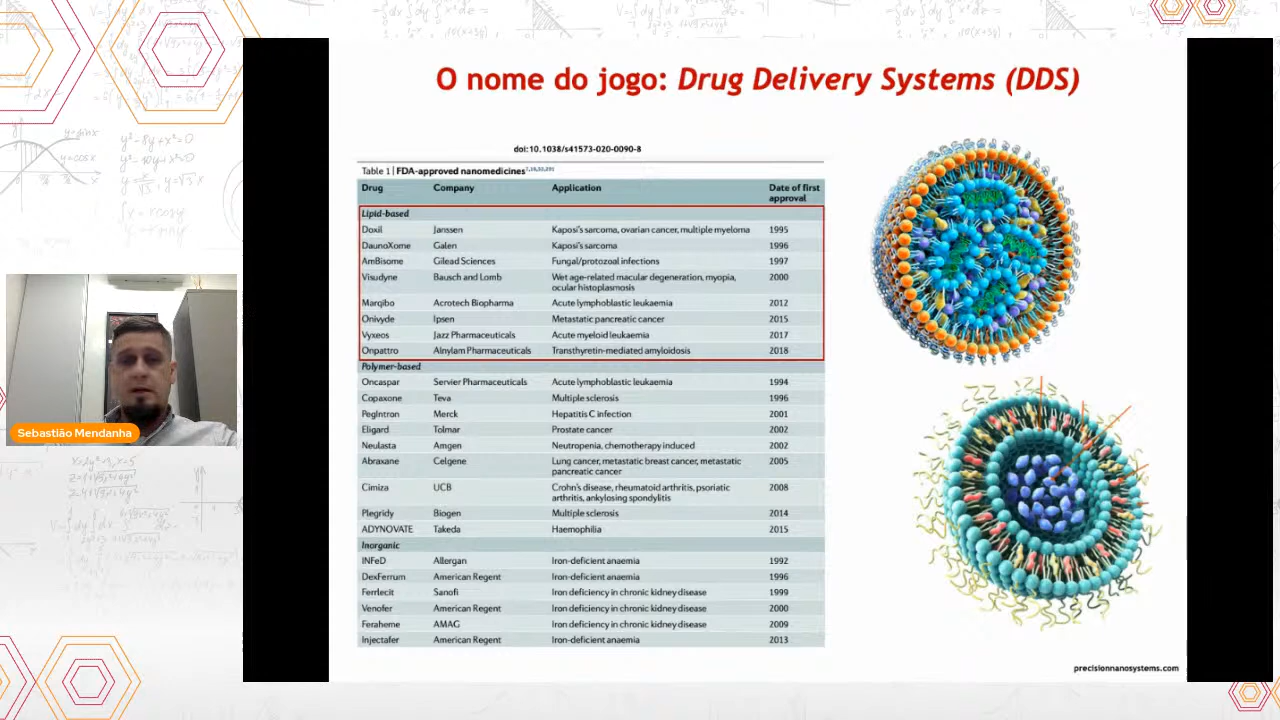 O nome do jogo: Drug Delivery Systems (DDS)
doi:10.1038/s41573-020-0090-8
Table 1 | FDA-approved nanomedicines
Drug Company Application Date of first approval
Lipid-based
Doxil Janssen Kaposi's sarcoma, ovarian cancer, multiple myeloma 1995
DaunoXome Galen Kaposi's sarcoma 1996
AmBisome Gilead Sciences Fungal/protozoal infections 1997
Visudyne Bausch and Lomb Wet age-related macular degeneration, myopia, 2000
ocular histoplasmosis
Marqibo Acrotech Biopharma Acute lymphoblastic leukaemia 2012
Onivyde Ipsen Metastatic pancreatic cancer 2015
Vyxeos Jazz Pharmaceuticals Acute myeloid leukaemia 2017
Onpattro Alnylam Pharmaceuticals Transthyretin-mediated amyloidosis 2018
Polymer-based
Oncaspar Servier Pharmaceuticals Acute lymphoblastic leukaemia 1994
Copaxone Teva Multiple sclerosis 1996
PegIntron Merck Hepatitis C infection 2001
Eligard Tolmar Prostate cancer 2002
Neulasta Amgen Neutropenia, chemotherapy induced 2002
Abraxane Celgene Lung cancer, metastatic breast cancer, metastatic 2005
pancreatic cancer
Cimiza UCB Crohn's disease, rheumatoid arthritis, psoriatic 2008
arthritis, ankylosing spondylitis
Plegridy Biogen Multiple sclerosis 2014
ADYNOVATE Takeda Haemophilia 2015
Inorganic
INFeD Allergan Iron-deficient anaemia 1992
DexFerrum American Regent Iron-deficient anaemia 1996
Ferrlecit Sanofi Iron deficiency in chronic kidney disease 1999
Venofer American Regent Iron deficiency in chronic kidney disease 2000
Feraheme AMAG Iron deficiency in chronic kidney disease 2009
Injectafer American Regent Iron-deficient anaemia 2013
precisionnanosystems.com
Sebastião Mendanha